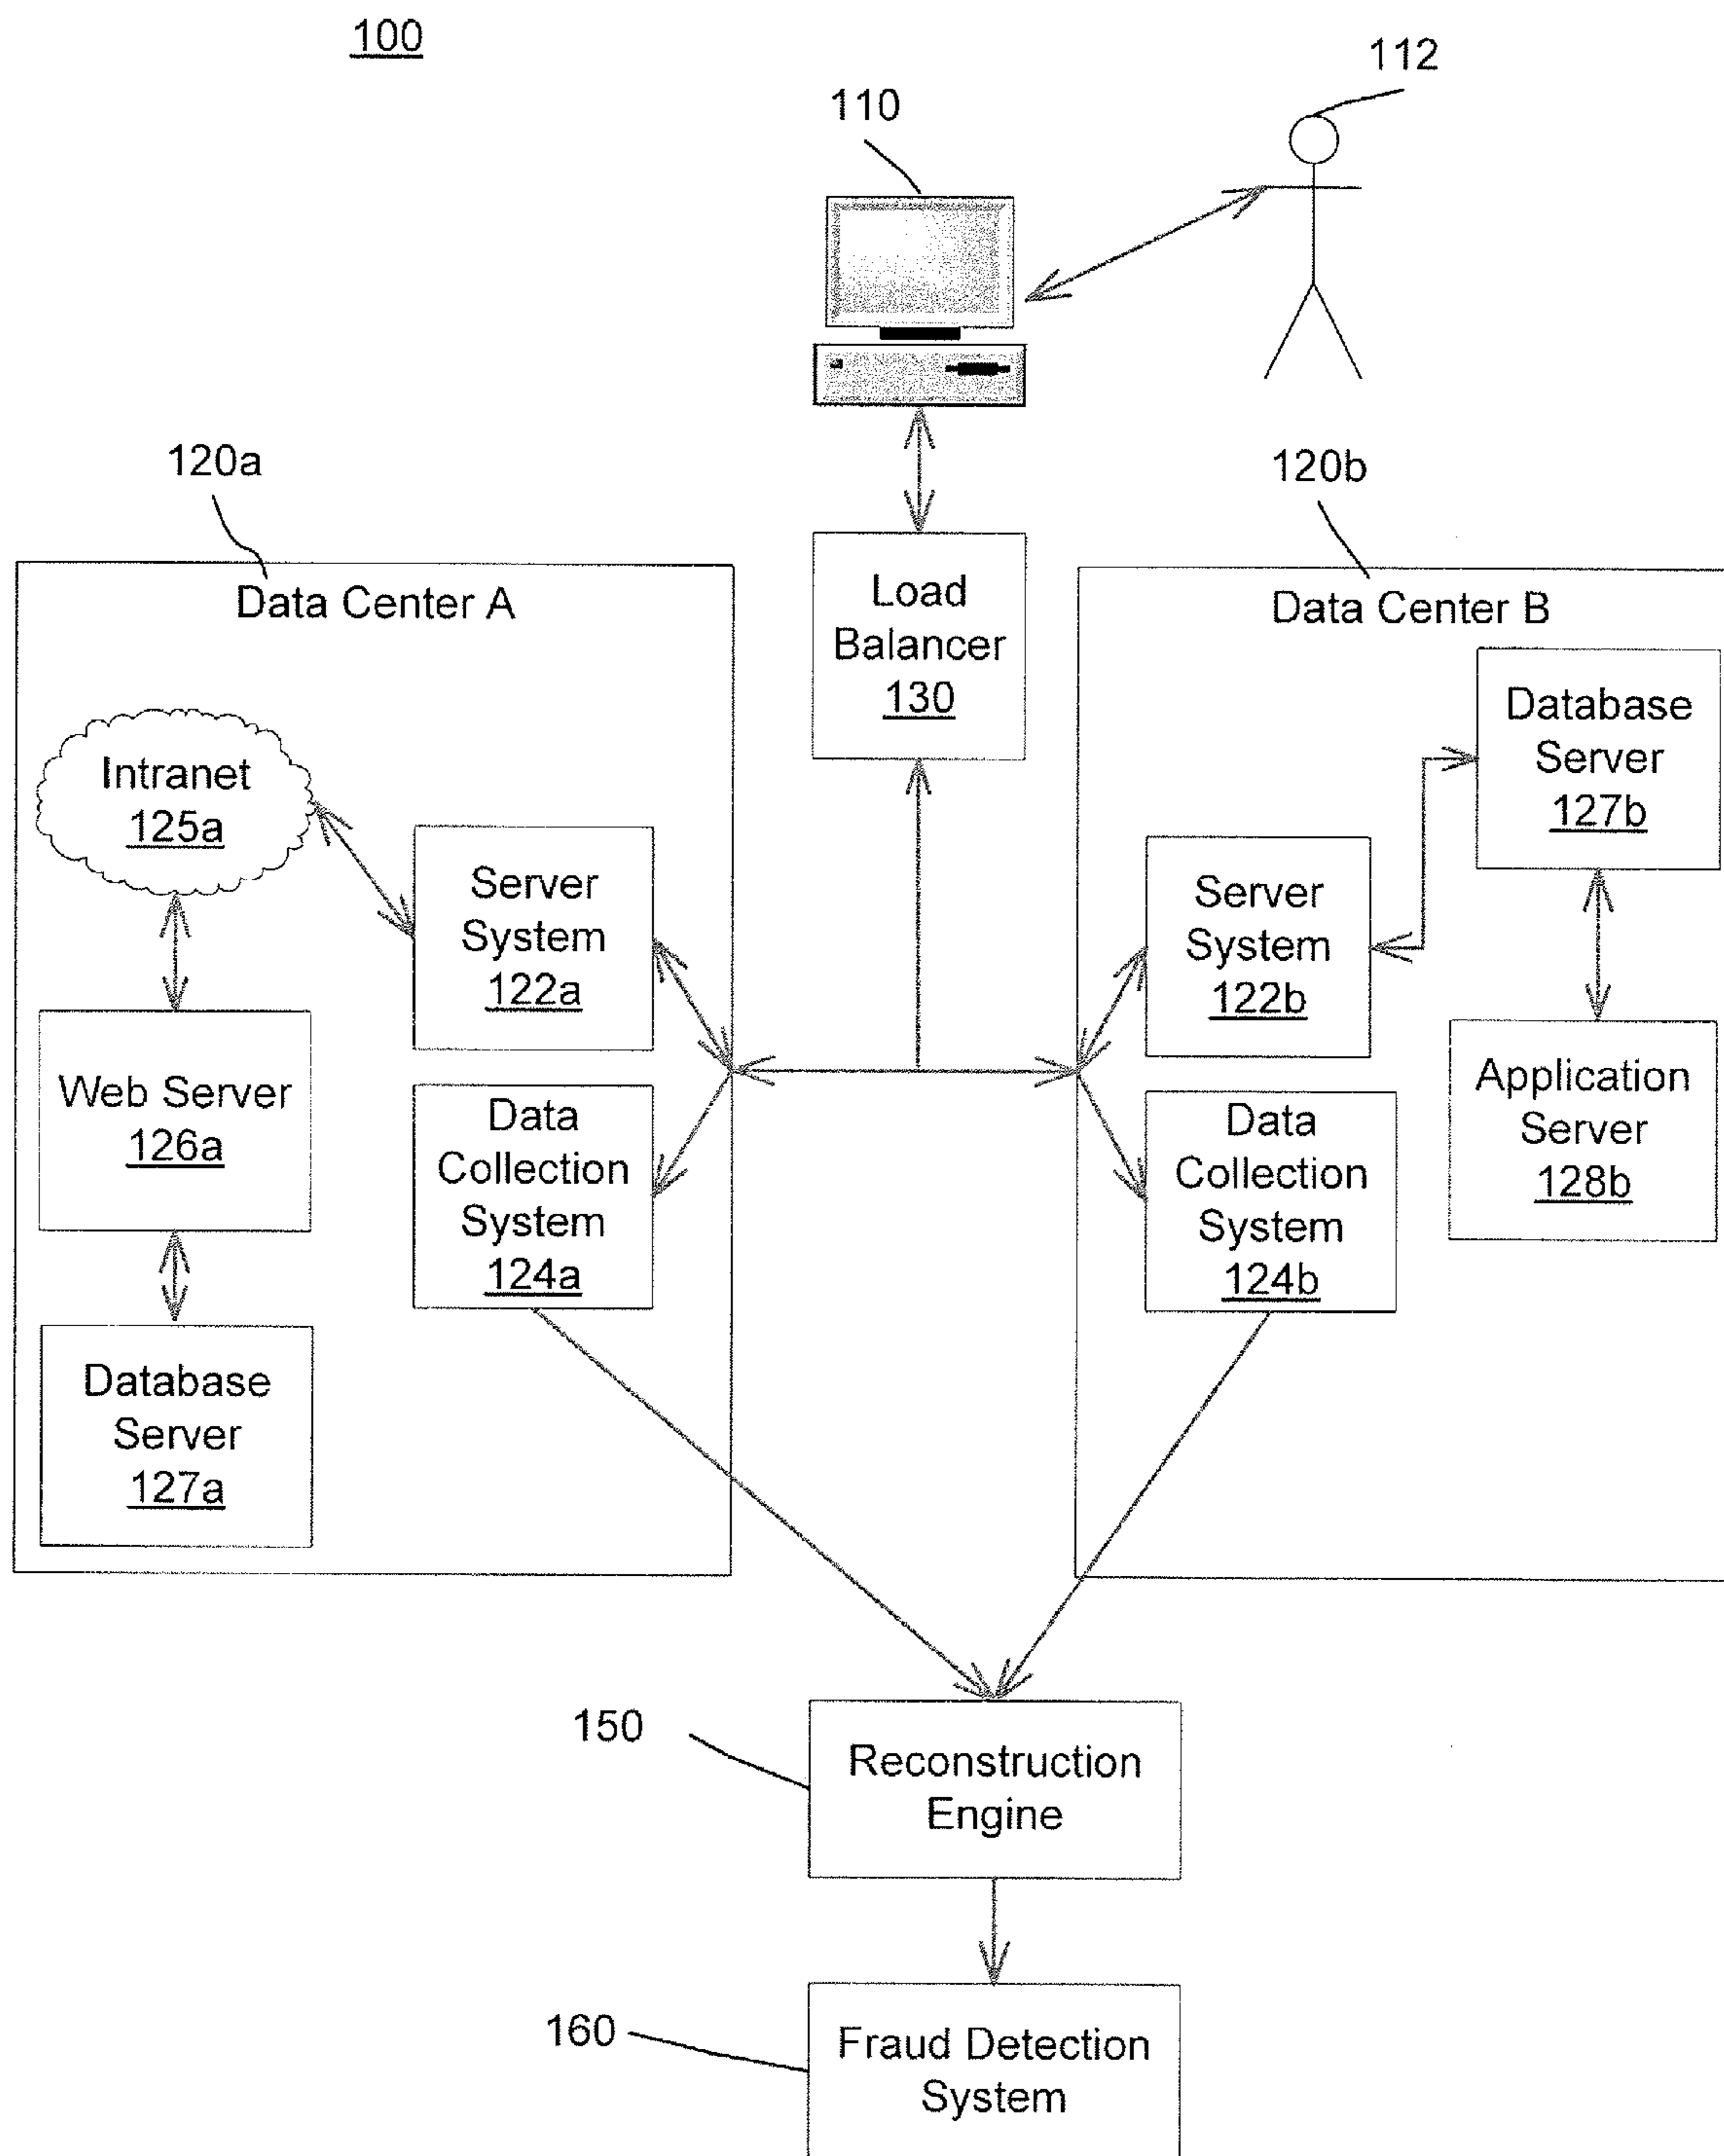 100
112
110
120a
120b
Data Center A
Load
Balancer
130
Data Center B
Intranet
125a
Server
System
122a
Web Server
126a
Data
Collection
System
124a
Database
Server
127a
Database
Server
127b
Server
System
122b
Application
Server
128b
Data
Collection
System
124b
150
Reconstruction
Engine
160
Fraud Detection
System